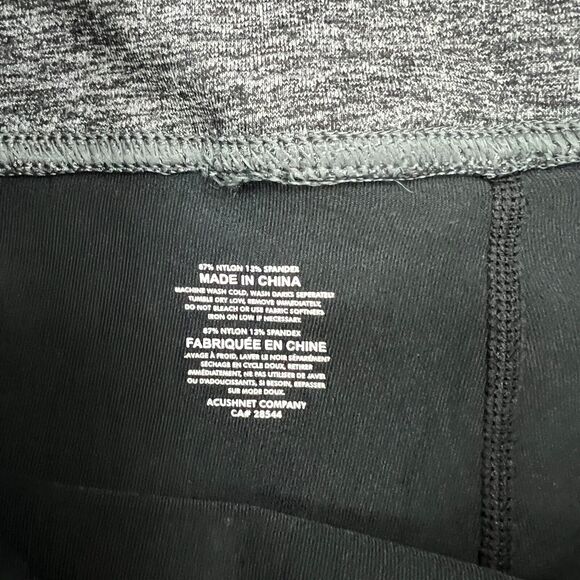 87% NYLON 13% SPANDEX
MADE IN CHINA
MACHINE WASH COLD, WASH DARKS SEPERATELY
TUMBLE DRY LOW, REMOVE IMMEDIATELY.
DO NOT BLEACH OR USE FABRIC SOFTNERS
IRON ON LOW IF NECESSARY.
87% NYLON 13% SPANDEX
FABRIQUÉE EN CHINE
LAVAGE À FROID, LAVER LE NOIR SÉPARÉMENT
SÉCHAGE EN CYCLE DOUX, RETIRER
IMMÉDIATEMENT, NE PAS UTILISER DE JAVEL
OU D'ADOUCISSANTS, SI BESOIN, REPASSER
SUR MODE DOUX.
ACUSHNET COMPANY
CA# 28544